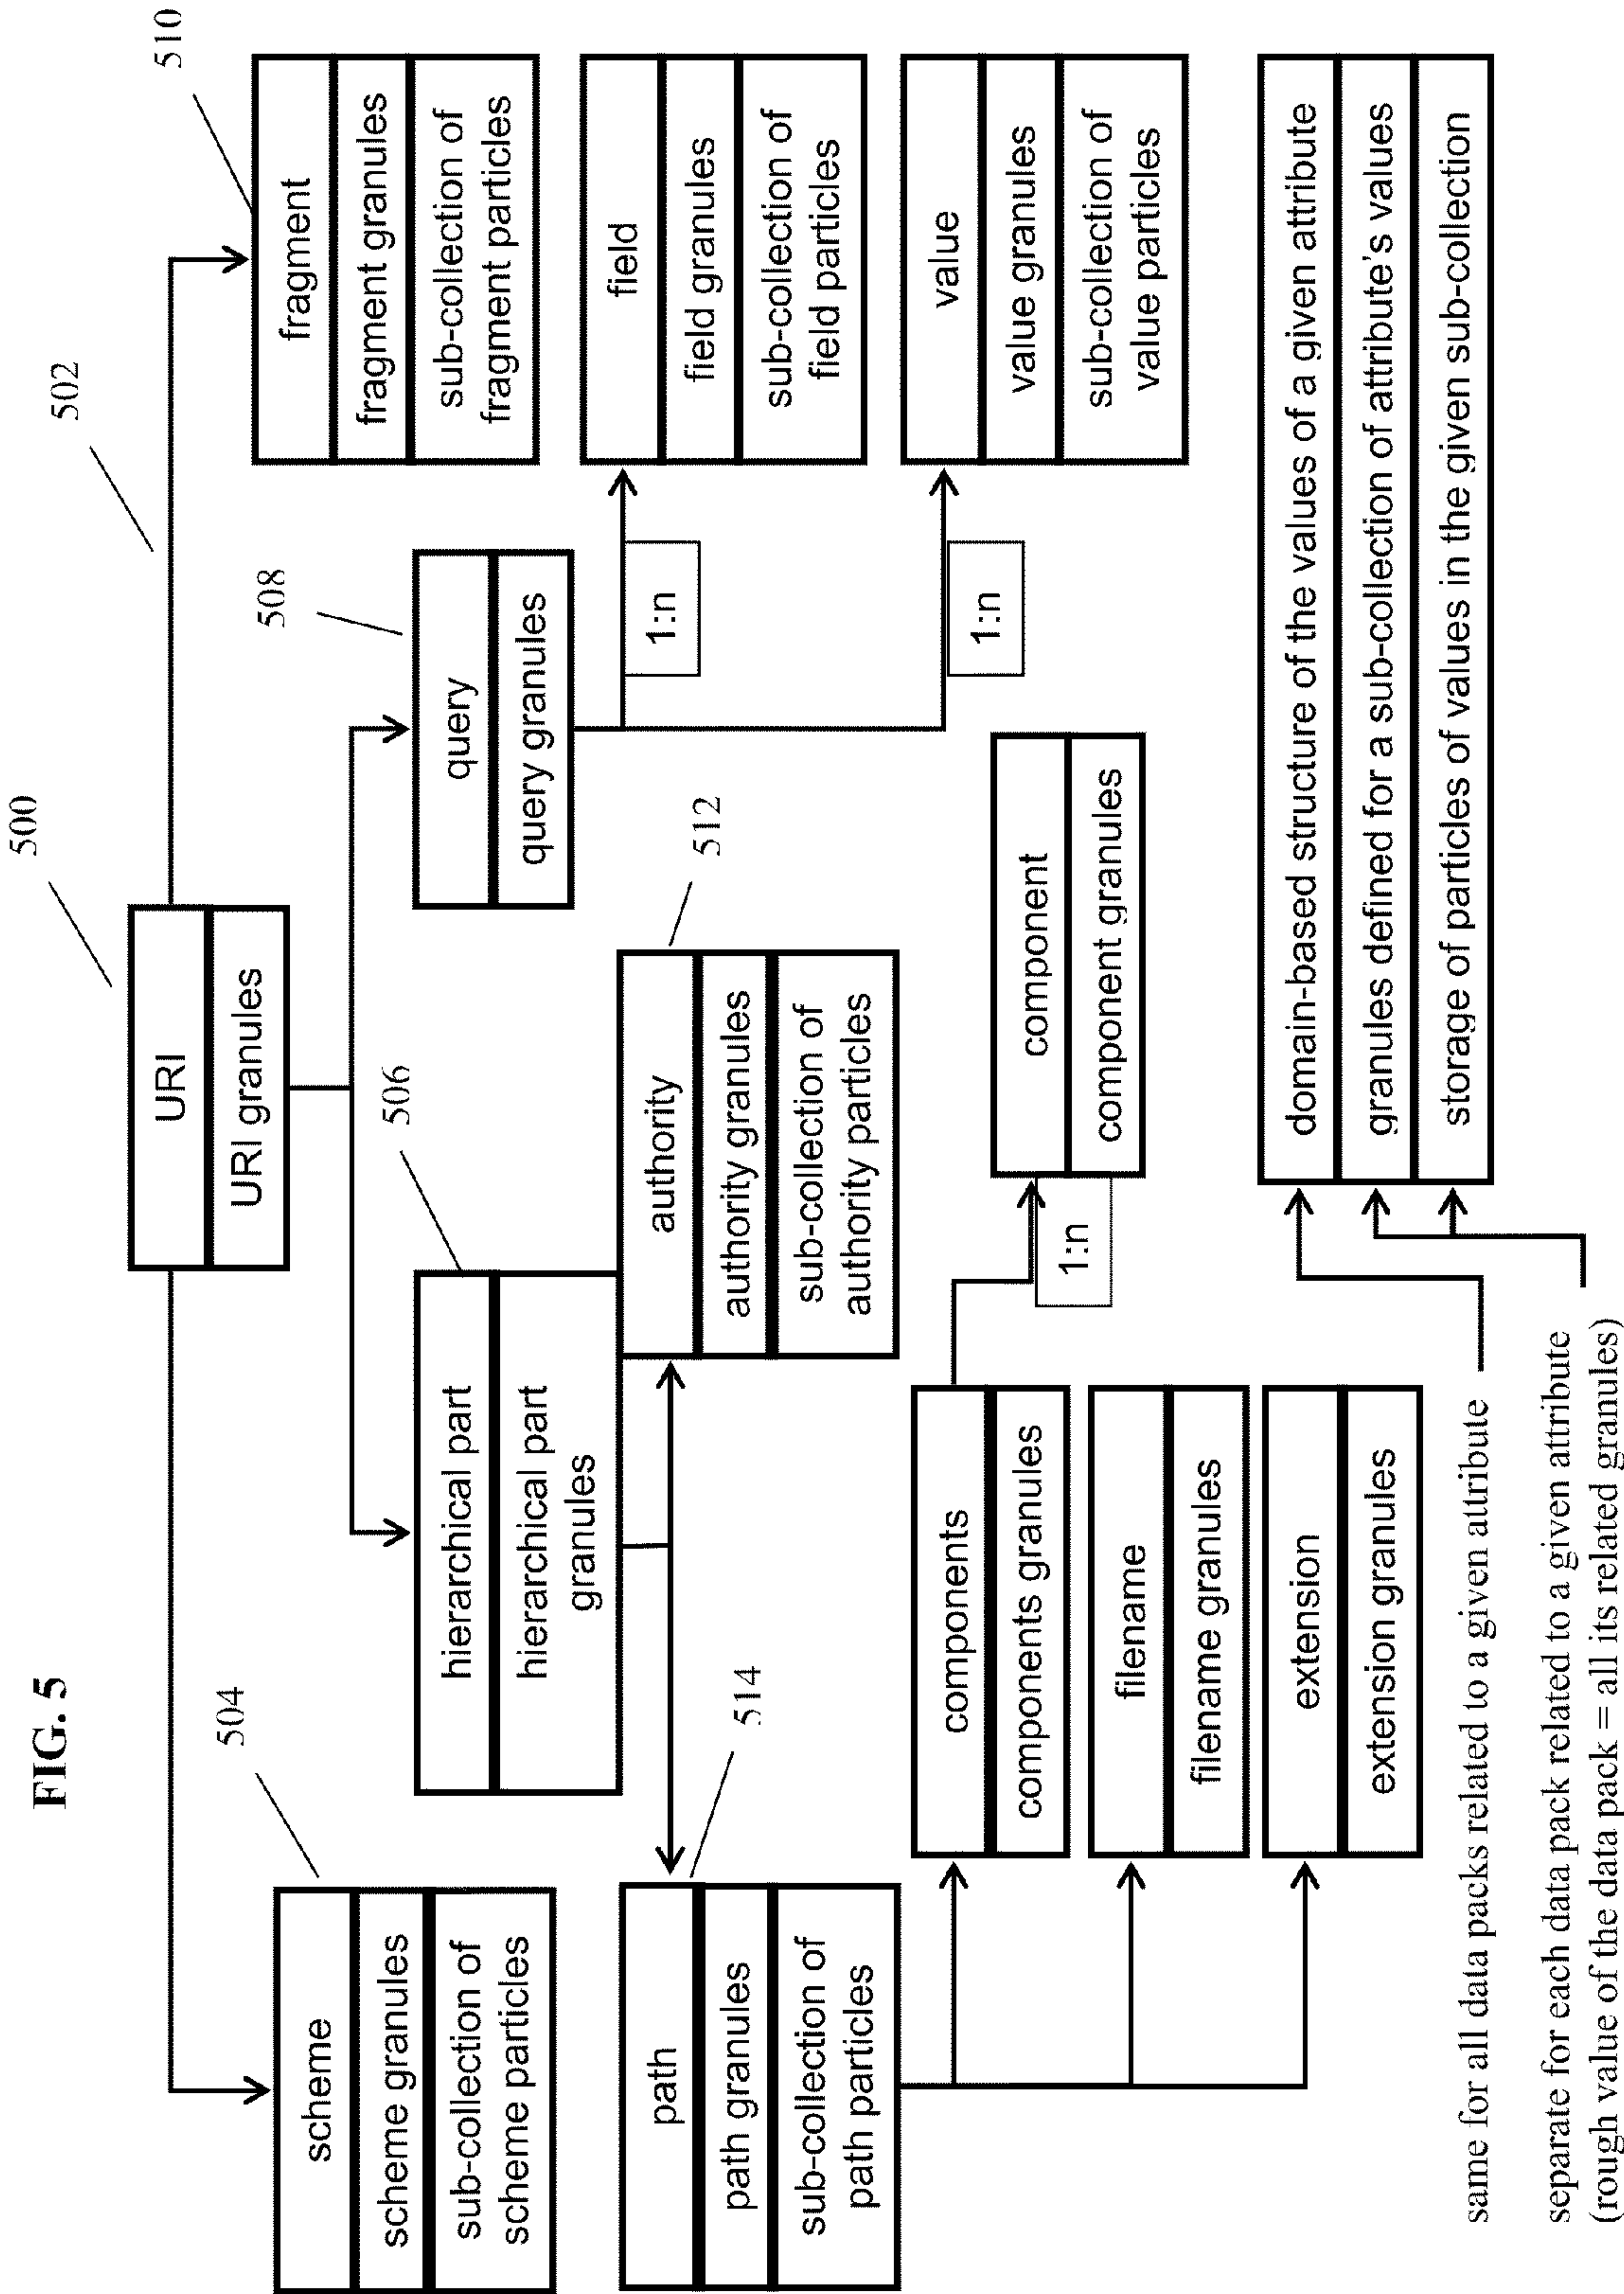 FIG. 5
500
502
URI
URI granules
504
scheme
scheme granules
sub-collection of
scheme particles
506
hierarchical part
hierarchical part
granules
508
query
query granules
510
fragment
fragment granules
sub-collection of
fragment particles
514
path
path granules
sub-collection of
path particles
512
authority
authority granules
sub-collection of
authority particles
1:n
field
field granules
sub-collection of
field particles
1:n
value
value granules
sub-collection of
value particles
components
components granules
1:n
component
component granules
filename
filename granules
extension
extension granules
domain-based structure of the values of a given attribute
granules defined for a sub-collection of attribute's values
storage of particles of values in the given sub-collection
same for all data packs related to a given attribute
separate for each data pack related to a given attribute
(rough value of the data pack = all its related granules)